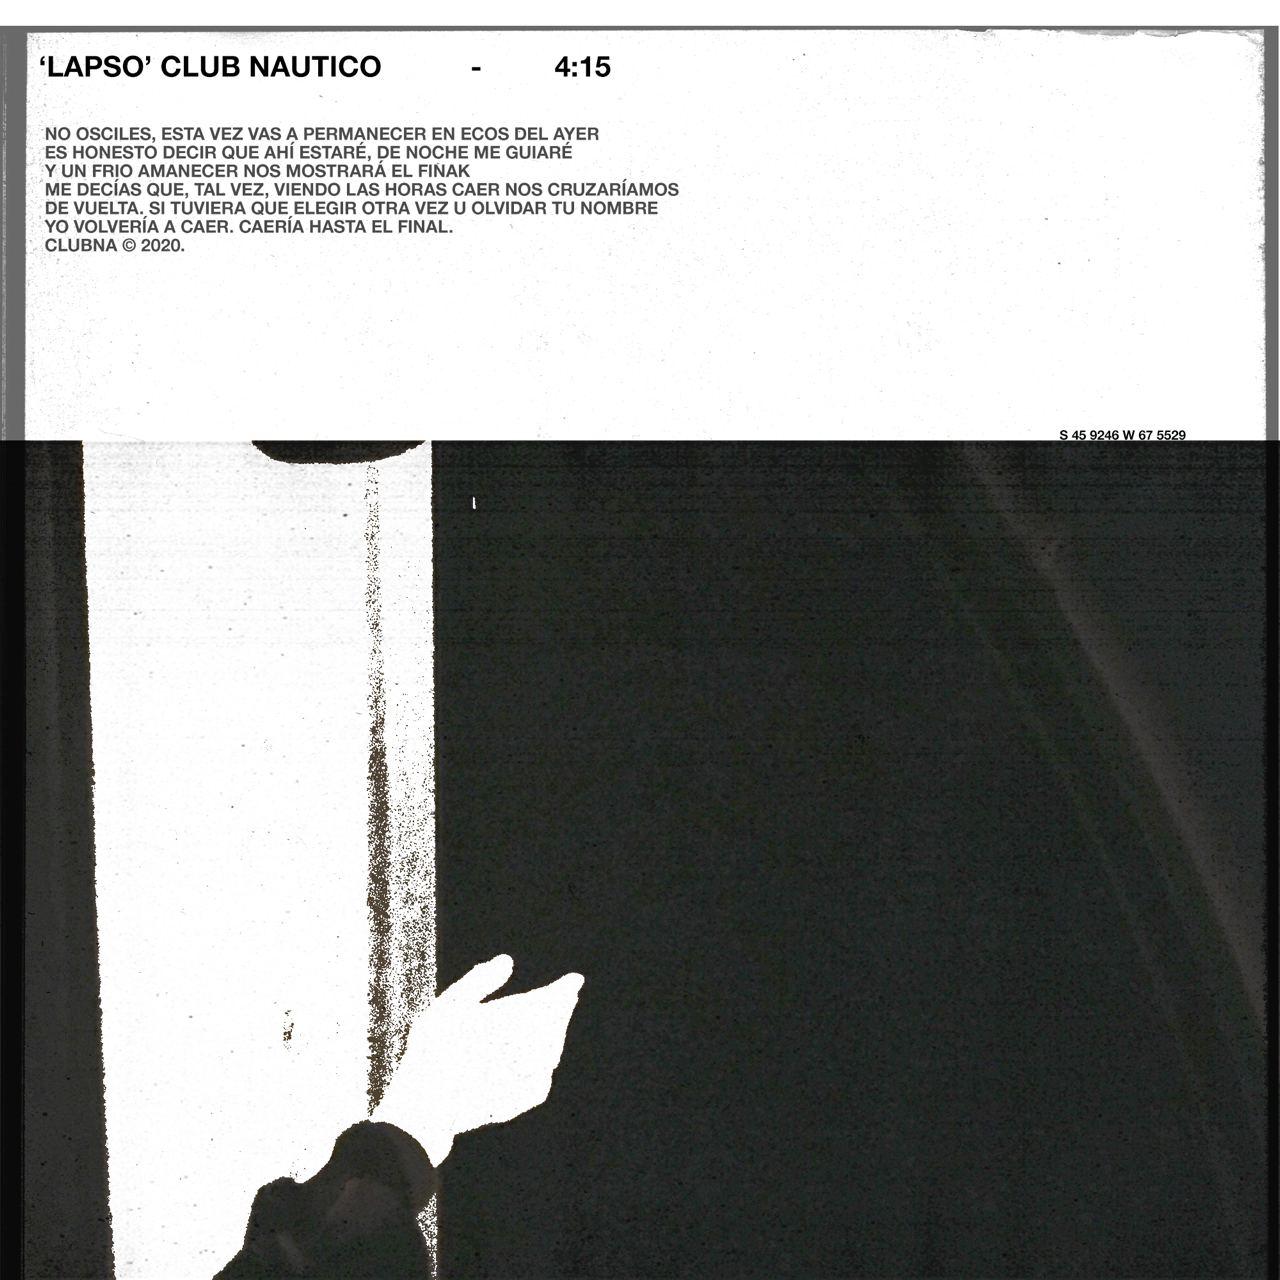 ‘LAPSO’ CLUB NAUTICO - 4:15
NO OSCILES, ESTA VEZ VAS A PERMANECER EN ECOS DEL AYER
ES HONESTO DECIR QUE AHÍ ESTARÉ, DE NOCHE ME GUIARÉ
Y UN FRIO AMANECER NOS MOSTRARÁ EL FIÑAK
ME DECÍAS QUE, TAL VEZ, VIENDO LAS HORAS CAER NOS CRUZARÍAMOS
DE VUELTA. SI TUVIERA QUE ELEGIR OTRA VEZ U OLVIDAR TU NOMBRE
YO VOLVERÍA A CAER. CAERÍA HASTA EL FINAL.
CLUBNA © 2020.
S 45 9246 W 67 5529